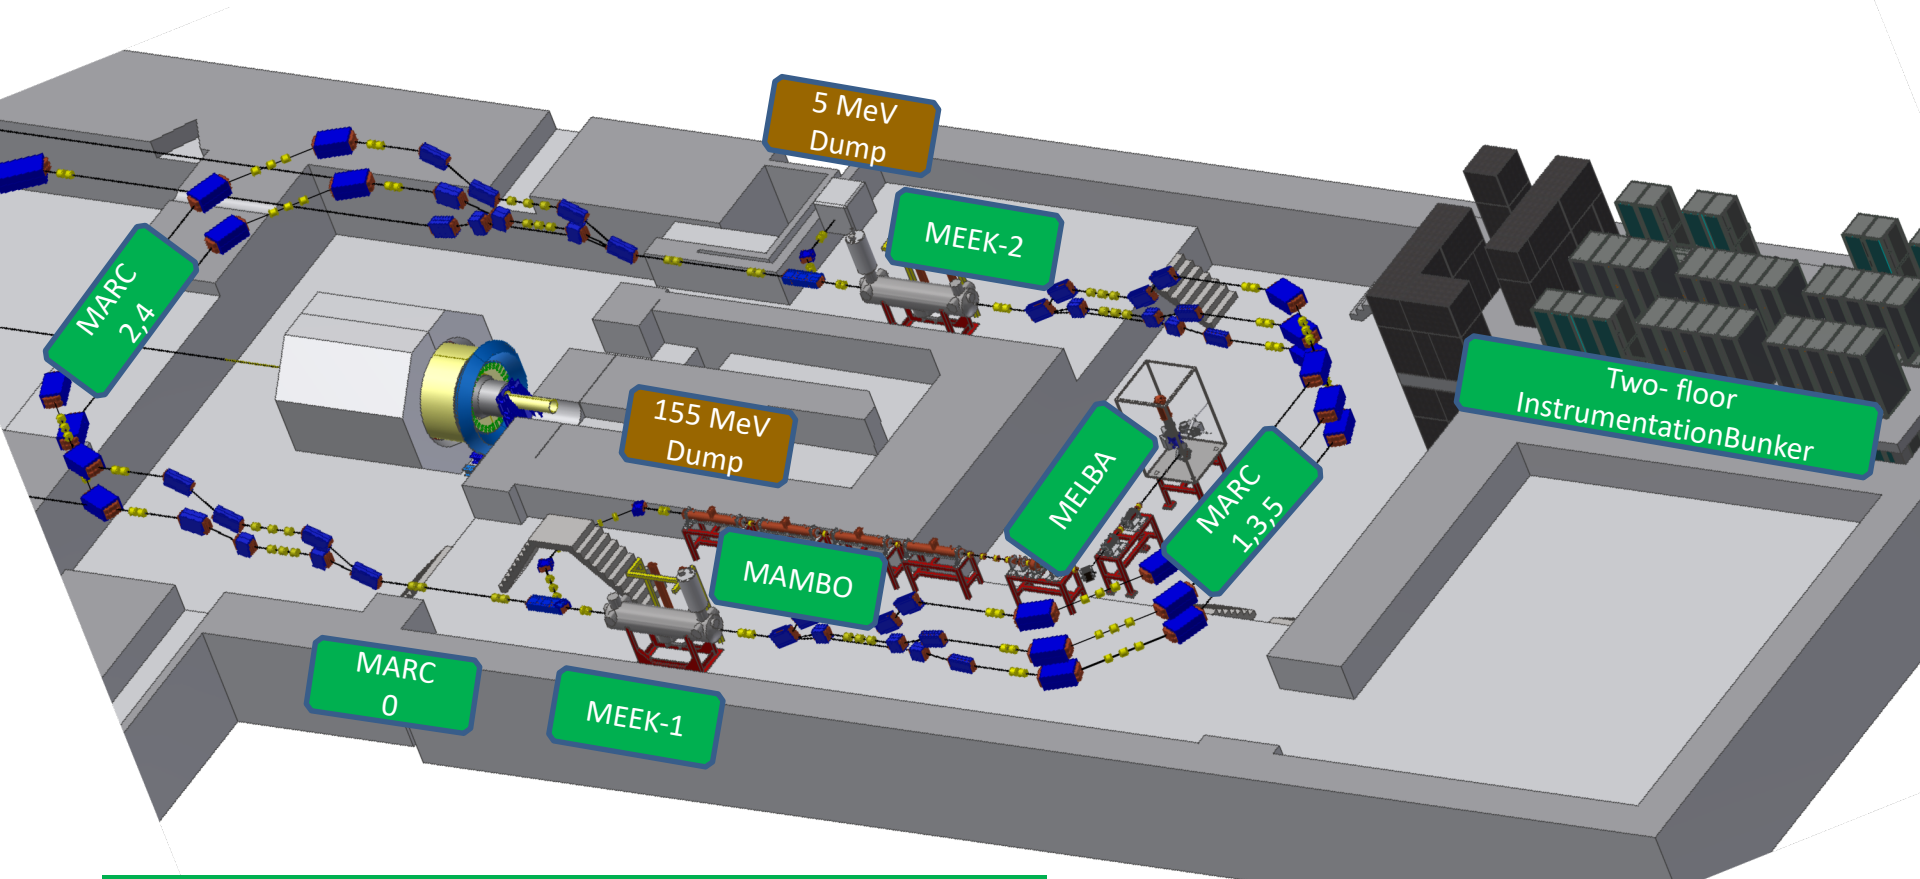 5 MeV
Dump
MEEK-2
MARC
2,4
Two- floor
InstrumentationBunker
155 MeV
Dump
MELBA
MARC
1,3,5
MAMBO
MARC
0
MEEK-1